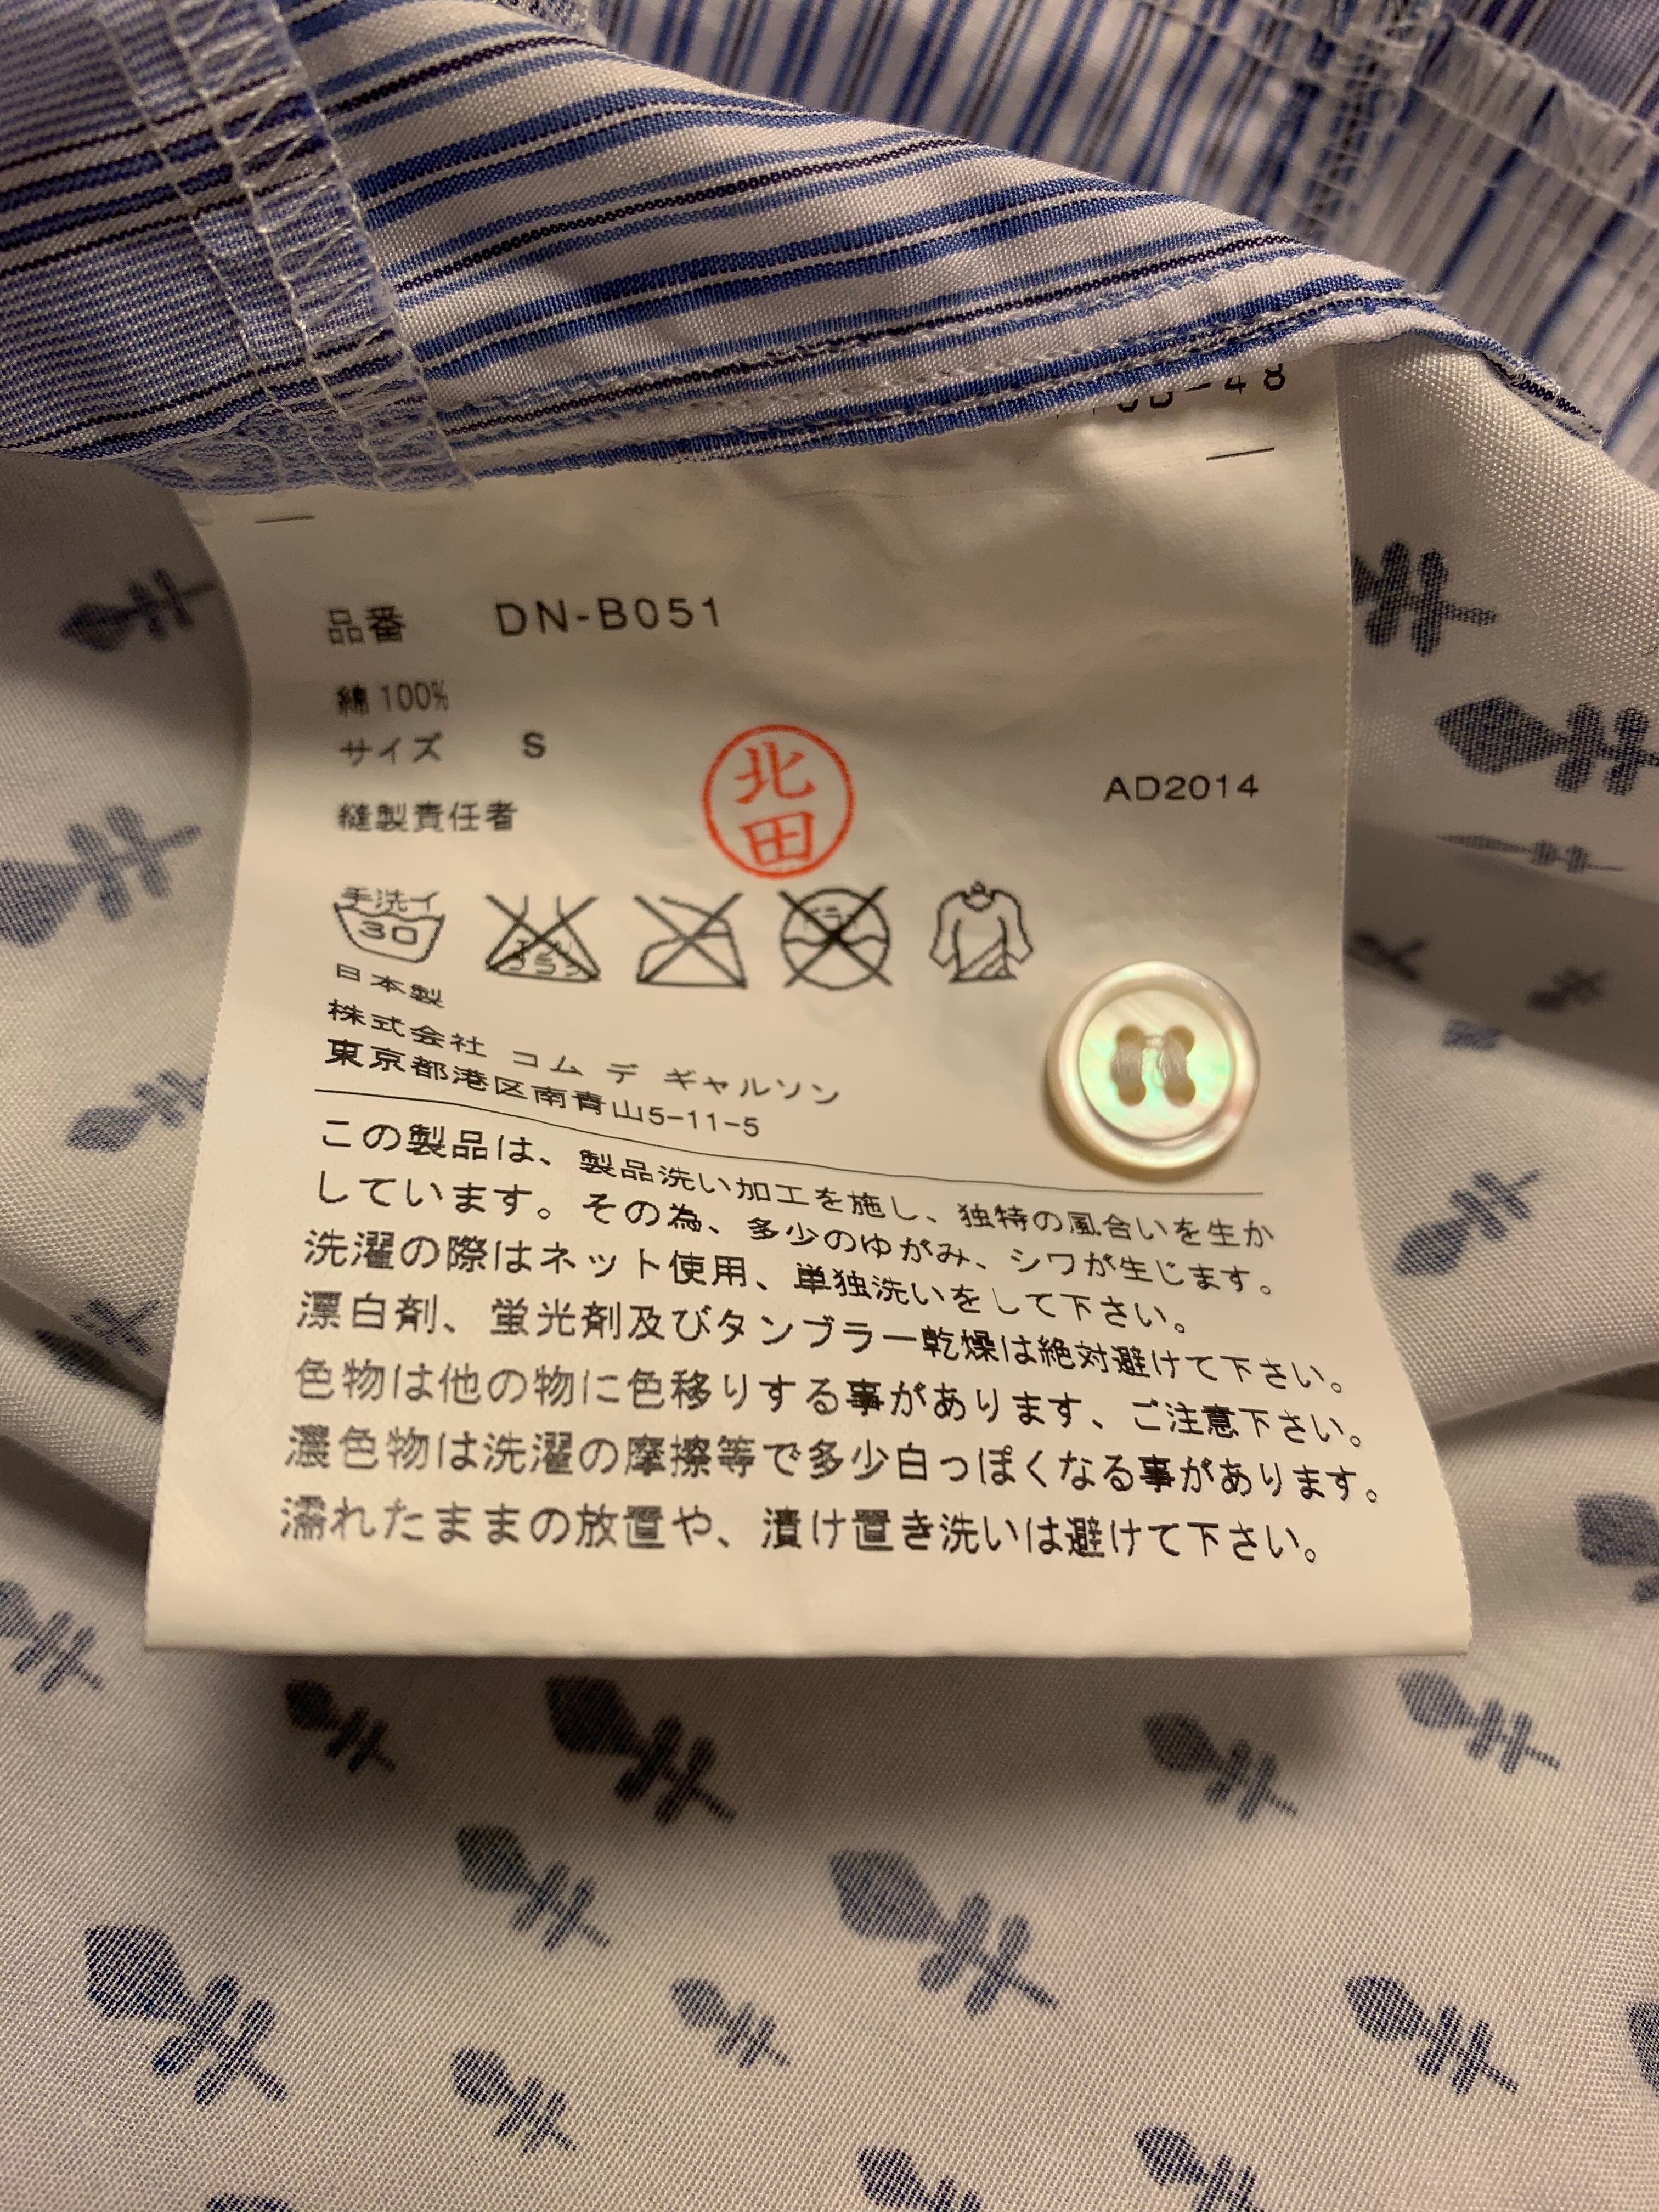 -48
品番 DN-B051
綿 100%
サイズ S
北田
AD2014
縫製責任者
手洗イ
30
エンソ
サラシ
ドライ
日本製
株式会社 コム デ ギャルソン
東京都港区南青山5-11-5
この製品は、製品洗い加工を施し、独特の風合いを生か
しています。その為、多少のゆがみ、シワが生じます。
洗濯の際はネット使用、単独洗いをして下さい。
漂白剤、蛍光剤及びタンブラー乾燥は絶対避けて下さい。
色物は他の物に色移りする事があります、ご注意下さい。
濃色物は洗濯の摩擦等で多少白っぽくなる事があります。
濡れたままの放置や、漬け置き洗いは避けて下さい。